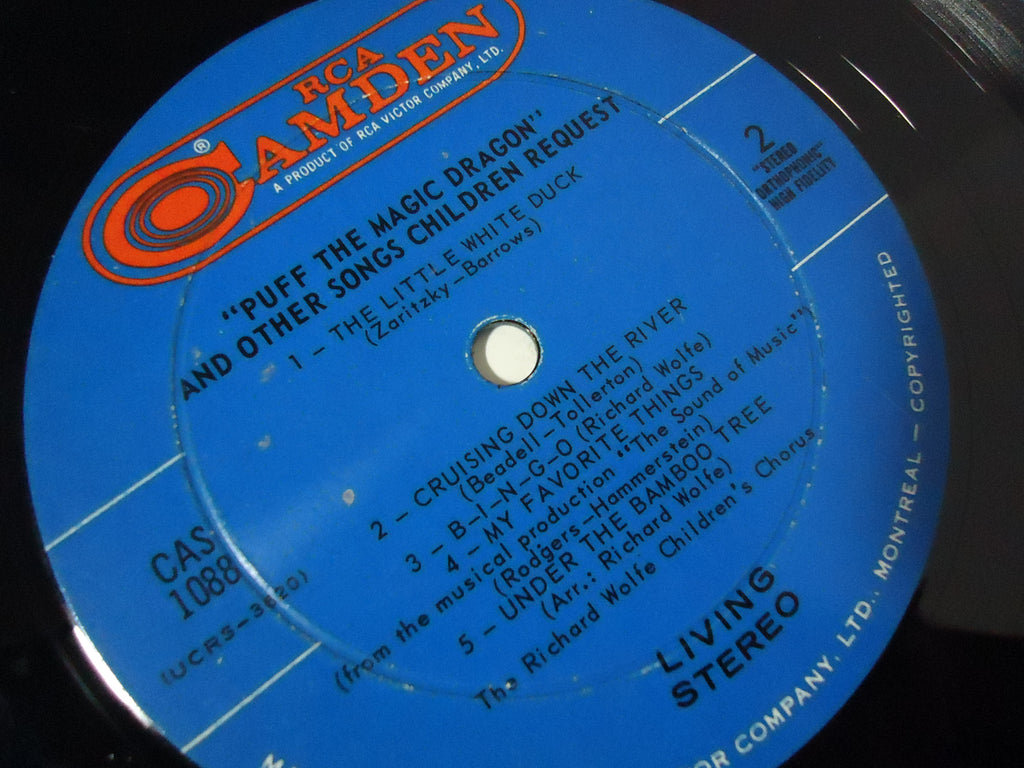 RCA
CAMDEN
®
A PRODUCT OF RCA VICTOR COMPANY, LTD.
"PUFF THE MAGIC DRAGON"
AND OTHER SONGS CHILDREN REQUEST
1 – THE LITTLE WHITE DUCK
(Zaritzky–Barrows)
2
"STEREO
ORTHOPHONIC"
HIGH FIDELITY
2 – CRUISING DOWN THE RIVER
(Beadell–Tollerton)
3 – B-I-N-G-O (Richard Wolfe)
4 – MY FAVORITE THINGS
(from the musical production "The Sound of Music")
(Rodgers–Hammerstein)
5 – UNDER THE BAMBOO TREE
(Arr.: Richard Wolfe)
The Richard Wolfe Children's Chorus
CAS
1088
LIVING
STEREO
OR COMPANY, LTD., MONTREAL – COPYRIGHTED